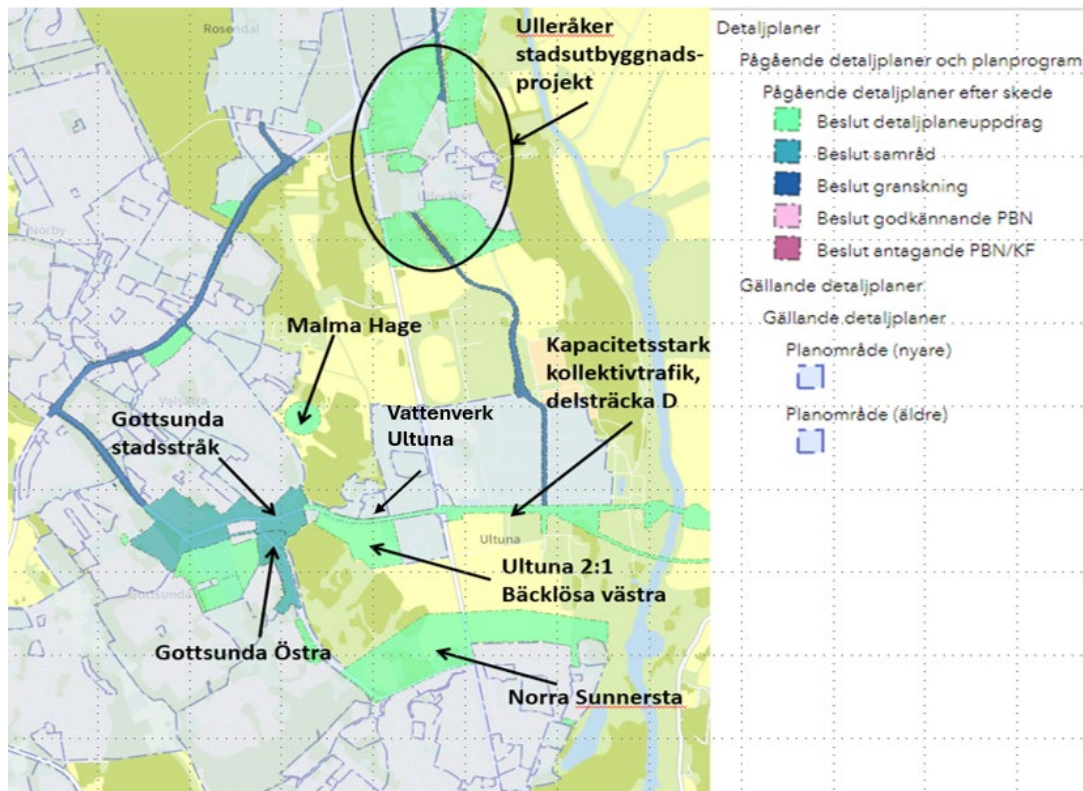 Rosendal
Ulleråker
stadsutbyggnads-
projekt
Ulleråker
Norby
Malma Hage
Kapacitetsstark
kollektivtrafik,
delsträcka D
Valsätra
Gottsunda
stadsstråk
Vattenverk
Ultuna
Ultuna
Ultuna 2:1
Bäcklösa västra
Gottsunda
Gottsunda Östra
Norra Sunnersta
Detaljplaner
Pågående detaljplaner och planprogram
Pågående detaljplaner efter skede
Beslut detaljplaneuppdrag
Beslut samråd
Beslut granskning
Beslut godkännande PBN
Beslut antagande PBN/KF
Gällande detaljplaner
Gällande detaljplaner
Planområde (nyare)
Planområde (äldre)